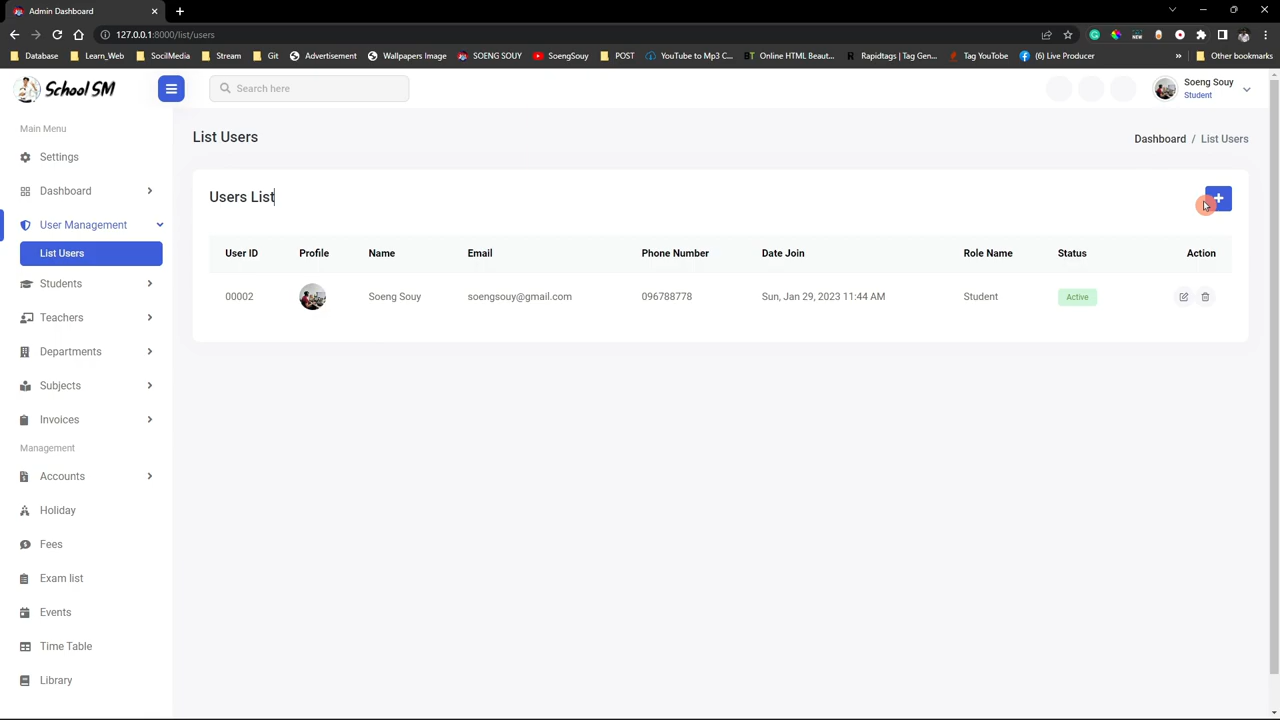 Admin Dashboard
127.0.0.1:8000/list/users
Database Learn_Web SocilMedia Stream Git Advertisement Wallpapers Image SOENG SOUY SoengSouy POST YouTube to Mp3 C... BT Online HTML Beaut... R Rapidtags | Tag Gen... Tag YouTube (6) Live Producer » Other bookmarks
School SM
Search here
Soeng Souy
Student
Main Menu
Settings
Dashboard
User Management
List Users
Students
Teachers
Departments
Subjects
Invoices
Management
Accounts
Holiday
Fees
Exam list
Events
Time Table
Library
List Users
Dashboard / List Users
Users List
User ID Profile Name Email Phone Number Date Join Role Name Status Action
00002 Soeng Souy soengsouy@gmail.com 096788778 Sun, Jan 29, 2023 11:44 AM Student Active